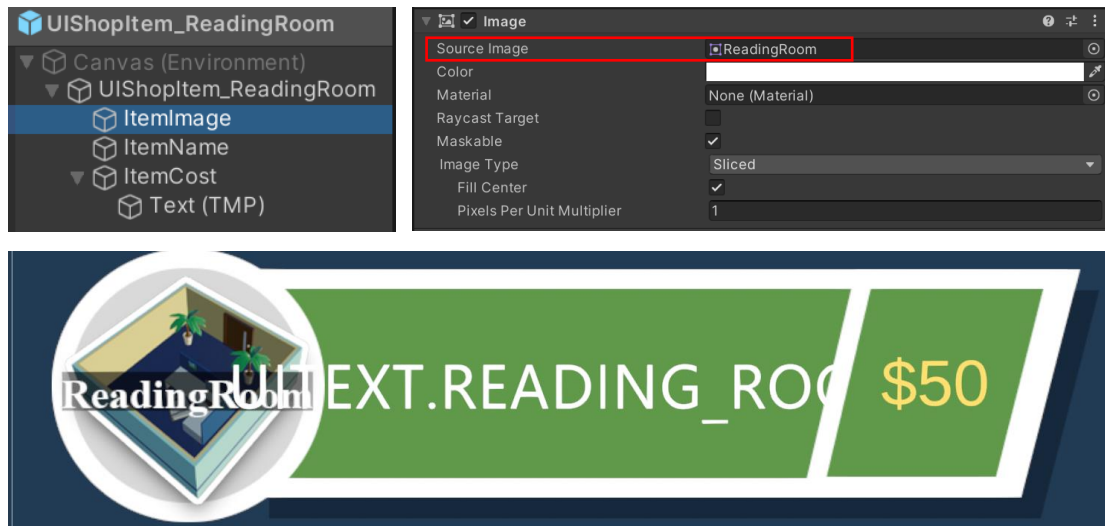 UIShopItem_ReadingRoom
Canvas (Environment)
UIShopItem_ReadingRoom
ItemImage
ItemName
ItemCost
Text (TMP)
Image
Source Image ReadingRoom
Color
Material None (Material)
Raycast Target
Maskable
Image Type Sliced
Fill Center
Pixels Per Unit Multiplier 1
ReadingRoom UITEXT.READING_ROO $50